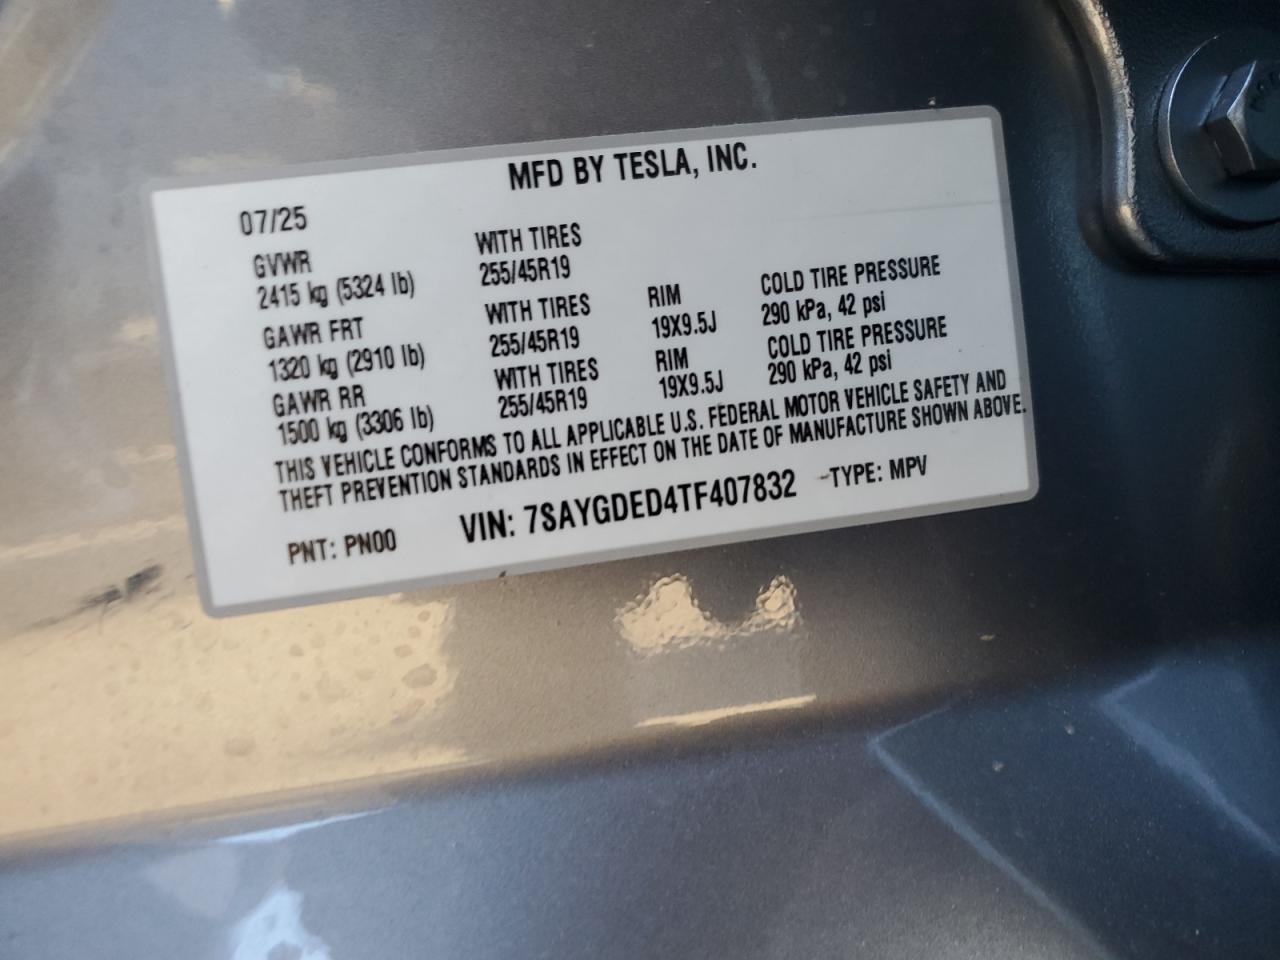 MFD BY TESLA, INC.
07/25
GVWR WITH TIRES
2415 kg (5324 lb) 255/45R19
GAWR FRT WITH TIRES RIM COLD TIRE PRESSURE
1320 kg (2910 lb) 255/45R19 19X9.5J 290 kPa, 42 psi
GAWR RR WITH TIRES RIM COLD TIRE PRESSURE
1500 kg (3306 lb) 255/45R19 19X9.5J 290 kPa, 42 psi
THIS VEHICLE CONFORMS TO ALL APPLICABLE U.S. FEDERAL MOTOR VEHICLE SAFETY AND
THEFT PREVENTION STANDARDS IN EFFECT ON THE DATE OF MANUFACTURE SHOWN ABOVE.
PNT: PN00 VIN: 7SAYGDED4TF407832 TYPE: MPV